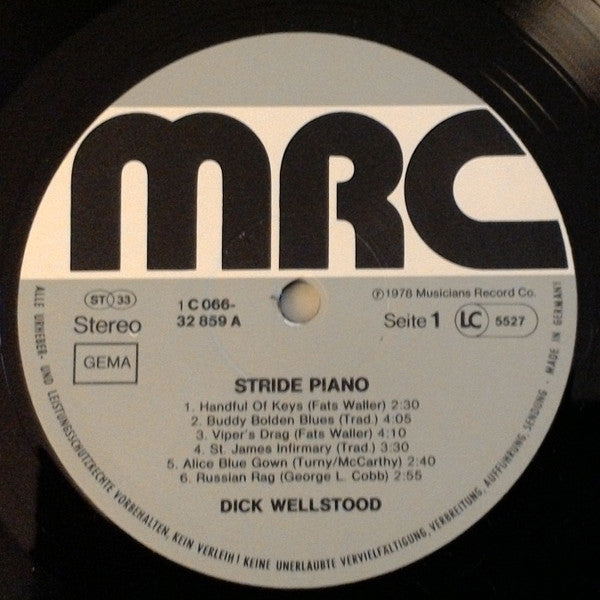 mRC
ST 33
Stereo
GEMA
1 C 066-
32 859 A
℗ 1978 Musicians Record Co.
Seite 1
LC 5527
STRIDE PIANO
1. Handful Of Keys (Fats Waller) 2:30
2. Buddy Bolden Blues (Trad.) 4:05
3. Viper's Drag (Fats Waller) 4:10
4. St. James Infirmary (Trad.) 3:30
5. Alice Blue Gown (Turny/McCarthy) 2:40
6. Russian Rag (George L. Cobb) 2:55
DICK WELLSTOOD
ALLE URHEBER- UND LEISTUNGSSCHUTZRECHTE VORBEHALTEN, KEIN VERLEIH! KEINE UNERLAUBTE VERVIELFÄLTIGUNG, VERBREITUNG, AUFFÜHRUNG, SENDUNG · MADE IN GERMANY